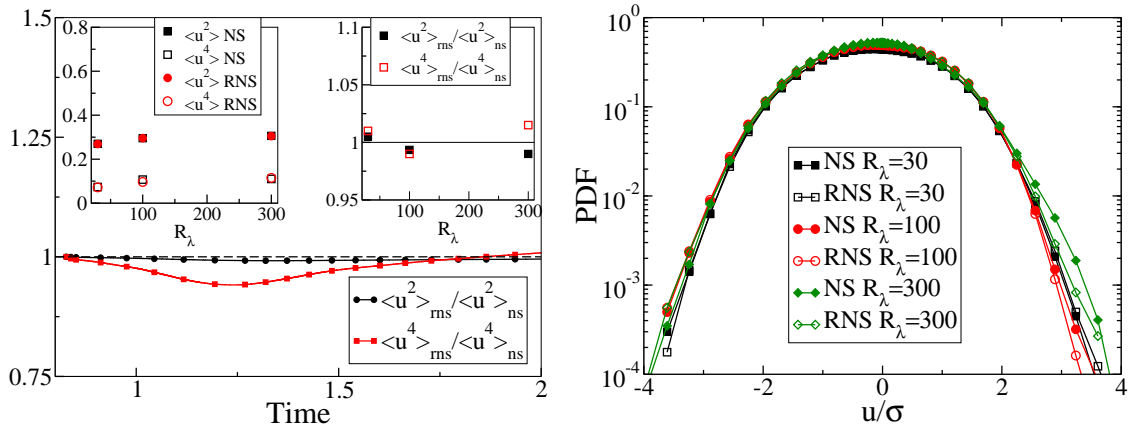 1.5
1.25
1
0.75
1
1.5
2
Time
<u²>rns/<u²>ns
<u⁴>rns/<u⁴>ns
0.8
0.6
0.4
0.2
0
0
100
200
300
Rλ
<u²> NS
<u⁴> NS
<u²> RNS
<u⁴> RNS
1.1
1.05
1
0.95
100
200
300
Rλ
<u²>rns/<u²>ns
<u⁴>rns/<u⁴>ns
10⁰
10⁻¹
10⁻²
10⁻³
10⁻⁴
PDF
-4
-2
0
2
4
u/σ
NS Rλ=30
RNS Rλ=30
NS Rλ=100
RNS Rλ=100
NS Rλ=300
RNS Rλ=300